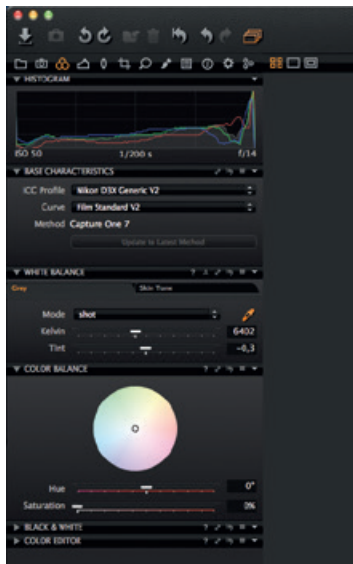 HISTOGRAM
ISO 50 1/200 s f/14
BASE CHARACTERISTICS
ICC Profile Nikon D3X Generic V2
Curve Film Standard V2
Method Capture One 7
Update to Latest Method
WHITE BALANCE ?
Gray Skin Tone
Mode shot
Kelvin 6402
Tint -0,3
COLOR BALANCE ?
Hue 0°
Saturation 0%
BLACK & WHITE ?
COLOR EDITOR ?